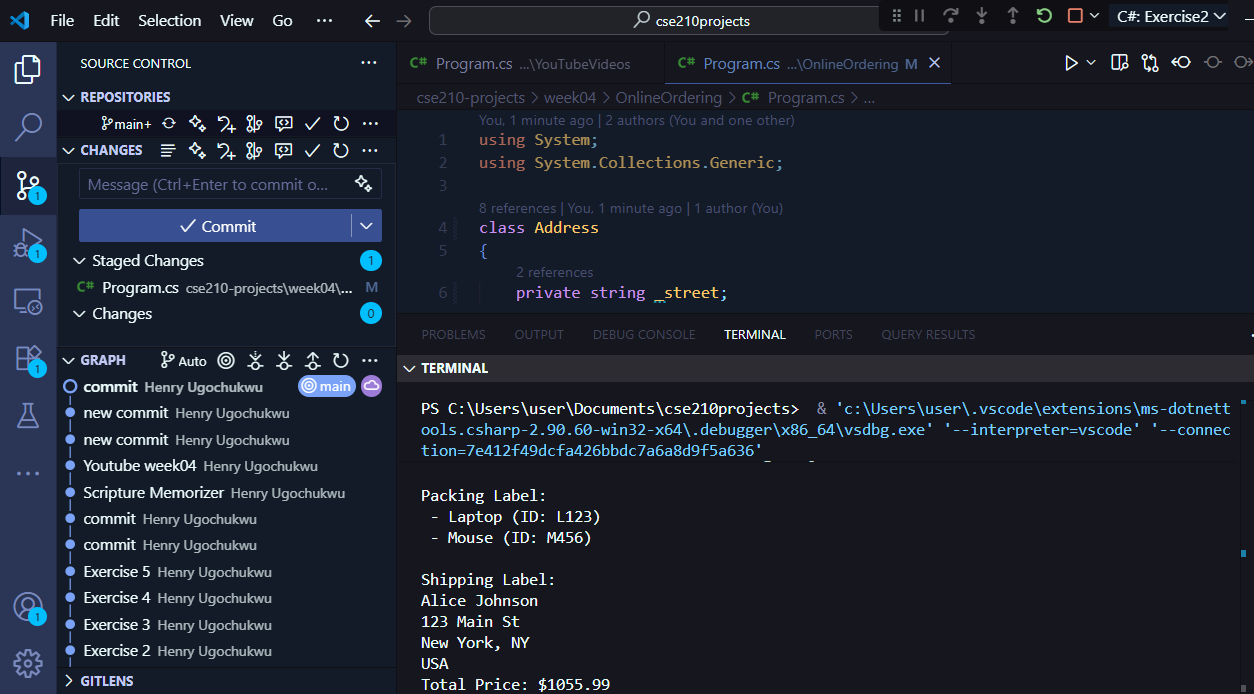 File Edit Selection View Go ··· cse210projects C#: Exercise2
SOURCE CONTROL ···
REPOSITORIES
main+ ···
CHANGES ···
Message (Ctrl+Enter to commit o...
Commit
Staged Changes 1
C# Program.cs cse210-projects\week04\... M
Changes 0
GRAPH Auto ···
commit Henry Ugochukwu main
new commit Henry Ugochukwu
new commit Henry Ugochukwu
Youtube week04 Henry Ugochukwu
Scripture Memorizer Henry Ugochukwu
commit Henry Ugochukwu
commit Henry Ugochukwu
Exercise 5 Henry Ugochukwu
Exercise 4 Henry Ugochukwu
Exercise 3 Henry Ugochukwu
Exercise 2 Henry Ugochukwu
GITLENS
1
1
1
1
C# Program.cs ...\YouTubeVideos C# Program.cs ...\OnlineOrdering M
cse210-projects > week04 > OnlineOrdering > C# Program.cs > ...
You, 1 minute ago | 2 authors (You and one other)
1 using System;
2 using System.Collections.Generic;
3
8 references | You, 1 minute ago | 1 author (You)
4 class Address
5 {
2 references
6 private string _street;
PROBLEMS OUTPUT DEBUG CONSOLE TERMINAL PORTS QUERY RESULTS
TERMINAL
PS C:\Users\user\Documents\cse210projects> & 'c:\Users\user\.vscode\extensions\ms-dotnett
ools.csharp-2.90.60-win32-x64\.debugger\x86_64\vsdbg.exe' '--interpreter=vscode' '--connec
tion=7e412f49dcfa426bbdc7a6a8d9f5a636'
Packing Label:
- Laptop (ID: L123)
- Mouse (ID: M456)
Shipping Label:
Alice Johnson
123 Main St
New York, NY
USA
Total Price: $1055.99